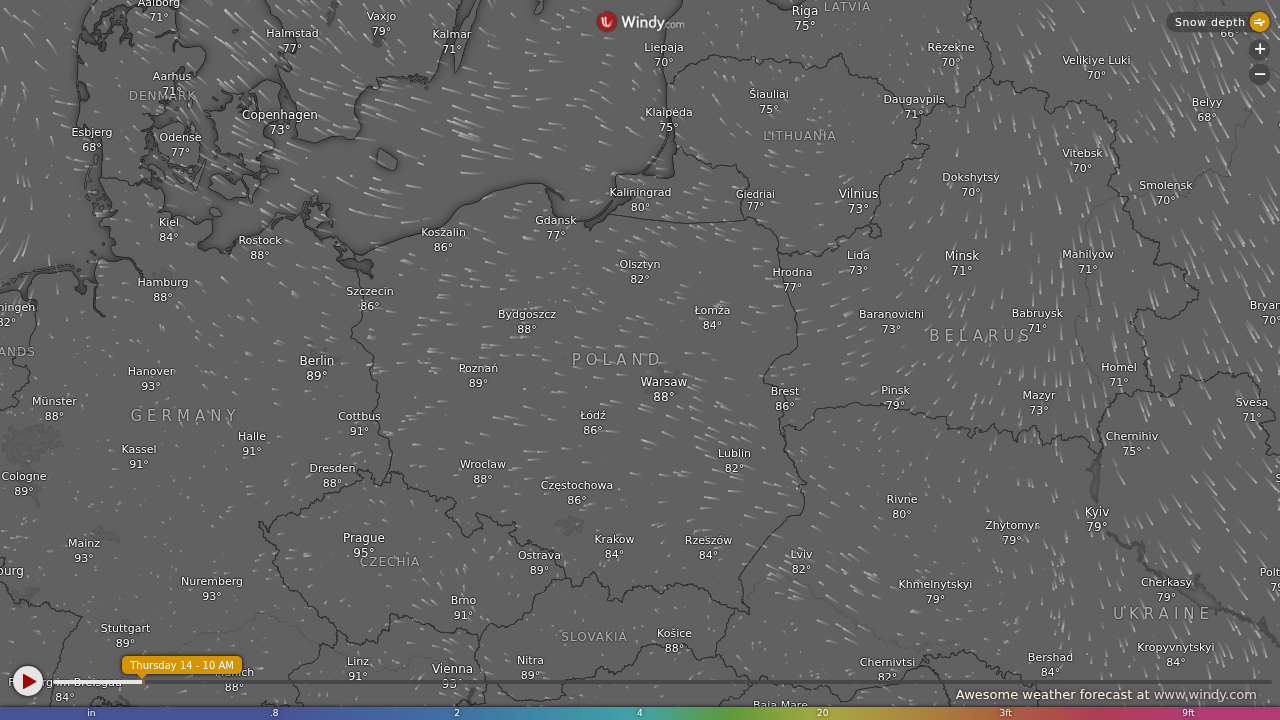 Aalborg
71°
Vaxjo
79°
Halmstad
77°
Kalmar
71°
Windy.com
Liepaja
70°
Riga
75°
LATVIA
Rēzekne
70°
Velikiye Luki
70°
Snow depth
66°
+
−
Aarhus
71°
DENMARK
Copenhagen
73°
Esbjerg
68°
Odense
77°
Klaipėda
75°
Šiauliai
75°
LITHUANIA
Daugavpils
71°
Belyy
68°
Vitebsk
70°
Dokshytsy
70°
Smolensk
70°
Kaliningrad
80°
Giedriai
77°
Vilnius
73°
Kiel
84°
Rostock
88°
Koszalin
86°
Gdansk
77°
Olsztyn
82°
Hrodna
77°
Lida
73°
Minsk
71°
Mahilyow
71°
Hamburg
88°
Szczecin
86°
Bydgoszcz
88°
Łomża
84°
Baranovichi
73°
Babruysk
71°
BELARUS
Berlin
89°
POLAND
Hanover
93°
Poznań
89°
Warsaw
88°
Brest
86°
Pinsk
79°
Homel
71°
Mazyr
73°
Svesa
71°
Münster
88°
GERMANY
Cottbus
91°
Łódź
86°
Kassel
91°
Halle
91°
Chernihiv
75°
Lublin
82°
Cologne
89°
Dresden
88°
Wroclaw
88°
Częstochowa
86°
Rivne
80°
Kyiv
79°
Zhytomyr
79°
Mainz
93°
Prague
95°
CZECHIA
Ostrava
89°
Krakow
84°
Rzeszów
84°
Lviv
82°
Nuremberg
93°
Khmelnytskyi
79°
Cherkasy
79°
Brno
91°
UKRAINE
Stuttgart
89°
SLOVAKIA
Košice
88°
Kropyvnytskyi
84°
Thursday 14 - 10 AM
88°
84°
Linz
91°
Vienna
Nitra
89°
Chernivtsi
82°
Bershad
84°
Awesome weather forecast at www.windy.com
Baia Mare
in .8 2 4 20 3ft 9ft